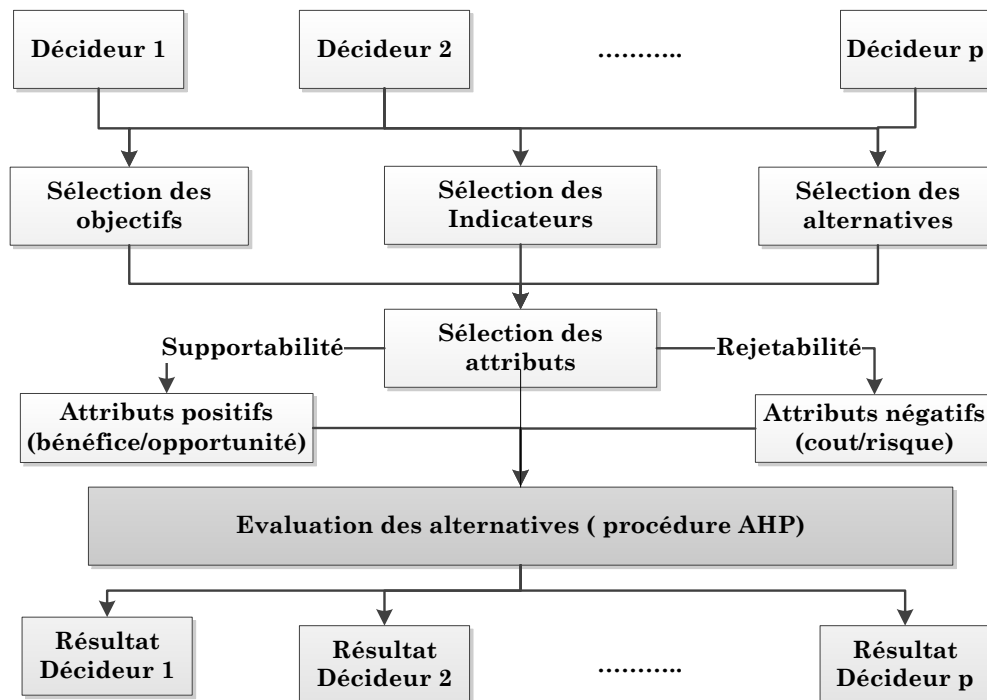 Décideur 1
Décideur 2
………..
Décideur p
Sélection des
objectifs
Sélection des
Indicateurs
Sélection des
alternatives
Sélection des
attributs
Supportabilité
Rejetabilité
Attributs positifs
(bénéfice/opportunité)
Attributs négatifs
(cout/risque)
Evaluation des alternatives ( procédure AHP)
Résultat
Décideur 1
Résultat
Décideur 2
………..
Résultat
Décideur p